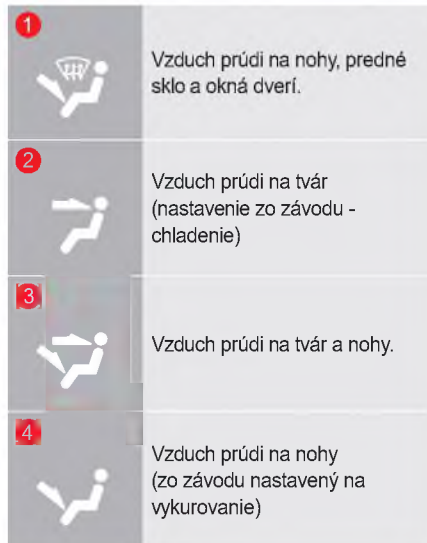 1
Vzduch prúdi na nohy, predné
sklo a okná dverí.
2
Vzduch prúdi na tvár
(nastavenie zo závodu -
chladenie)
3
Vzduch prúdi na tvár a nohy.
4
Vzduch prúdi na nohy
(zo závodu nastavený na
vykurovanie)